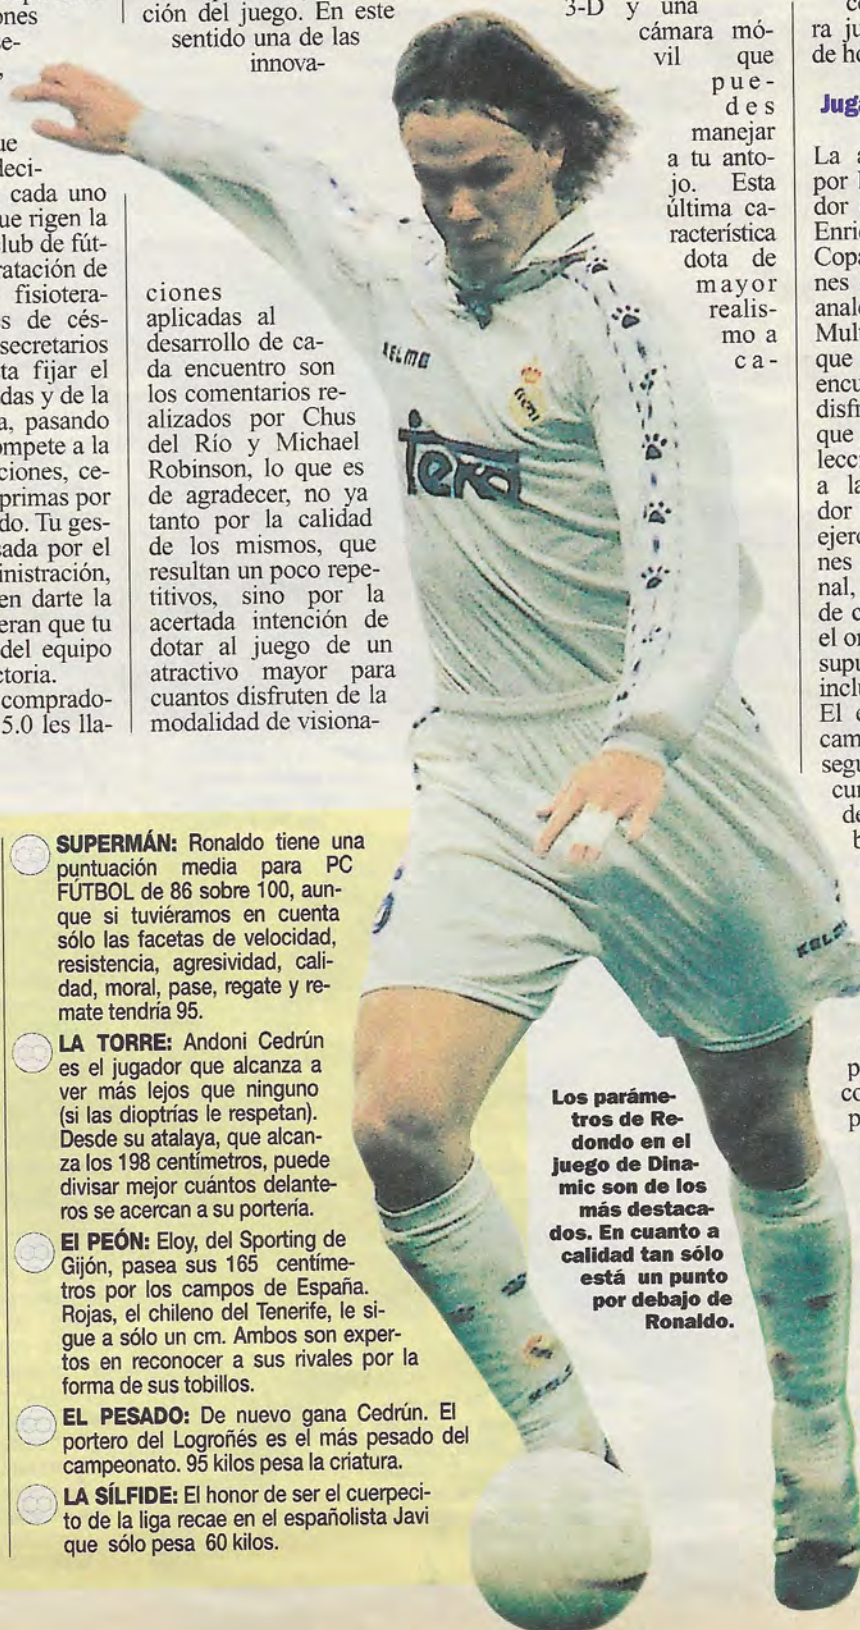 ones
ue
deci-
cada uno
ue rigen la
lub de fút-
ratación de
fisiotera-
s de cés-
secretarios
ta fijar el
das y de la
a, pasando
ompete a la
ciones, ce-
primas por
do. Tu ges-
sada por el
inistración,
en darte la
eran que tu
del equipo
ctoria.
comprado-
5.0 les lla-
ción del juego. En este
sentido una de las
innova-
ciones
aplicadas al
desarrollo de ca-
da encuentro son
los comentarios re-
alizados por Chus
del Río y Michael
Robinson, lo que es
de agradecer, no ya
tanto por la calidad
de los mismos, que
resultan un poco repe-
titivos, sino por la
acertada intención de
dotar al juego de un
atractivo mayor para
cuantos disfruten de la
modalidad de visiona-
3-D y una
cámara mó-
vil que
pue-
des
manejar
a tu anto-
jo. Esta
última ca-
racterística
dota de
mayor
realis-
mo a
ca-
ra ju
de ho
Juga
La a
por 
dor
Enri
Copa
nes
anal
Mul
que
encu
disfr
que
lecc
a la
dor
ejerc
nes
nal,
de c
el or
supu
inclu
El c
cam
segu
cur
de
b
p
co
p
KELMO
Teka
KELMO
SUPERMÁN: Ronaldo tiene una
puntuación media para PC
FÚTBOL de 86 sobre 100, aun-
que si tuviéramos en cuenta
sólo las facetas de velocidad,
resistencia, agresividad, cali-
dad, moral, pase, regate y re-
mate tendría 95.
LA TORRE: Andoni Cedrún
es el jugador que alcanza a
ver más lejos que ninguno
(si las dioptrías le respetan).
Desde su atalaya, que alcan-
za los 198 centímetros, puede
divisar mejor cuántos delante-
ros se acercan a su portería.
El PEÓN: Eloy, del Sporting de
Gijón, pasea sus 165 centíme-
tros por los campos de España.
Rojas, el chileno del Tenerife, le si-
gue a sólo un cm. Ambos son exper-
tos en reconocer a sus rivales por la
forma de sus tobillos.
EL PESADO: De nuevo gana Cedrún. El
portero del Logroñés es el más pesado del
campeonato. 95 kilos pesa la criatura.
LA SÍLFIDE: El honor de ser el cuerpeci-
to de la liga recae en el españolista Javi
que sólo pesa 60 kilos.
Los paráme-
tros de Re-
dondo en el
juego de Dina-
mic son de los
más destaca-
dos. En cuanto a
calidad tan sólo
está un punto
por debajo de
Ronaldo.